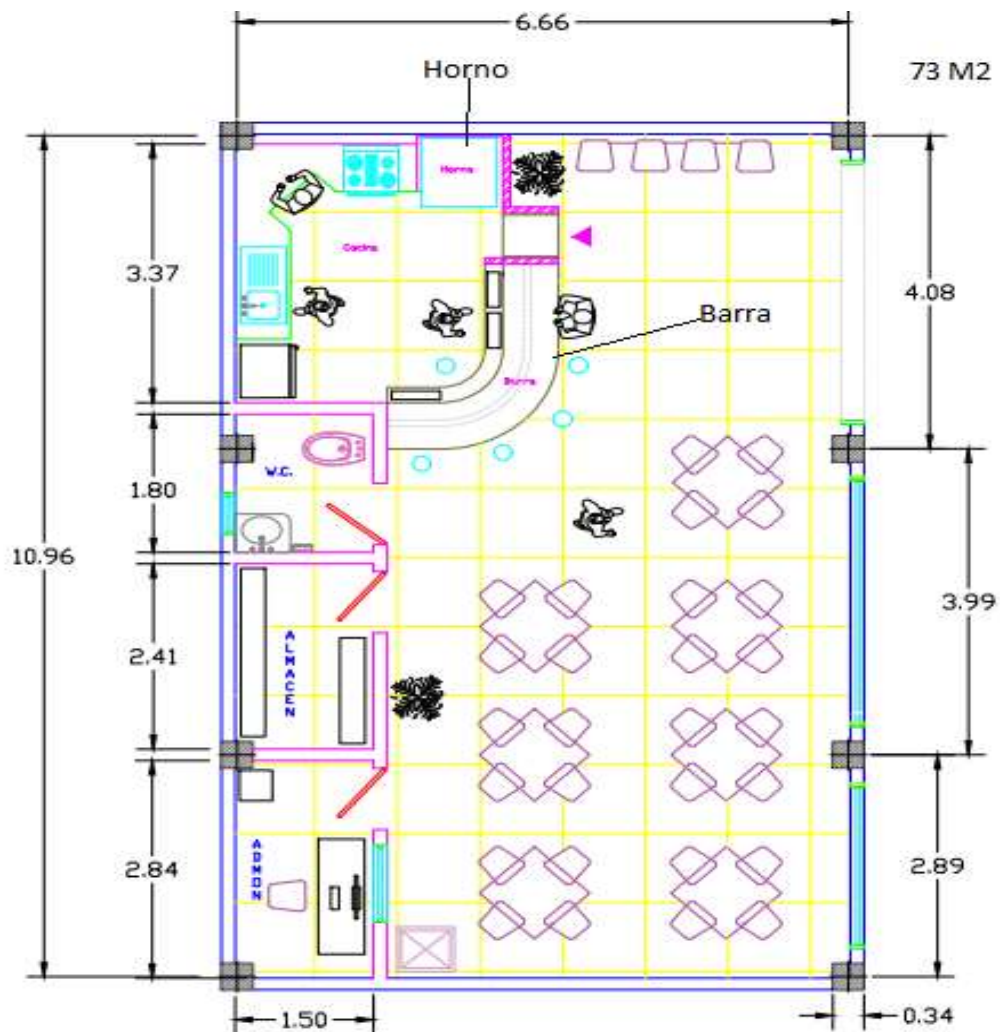 6.66
Horno
73 M2
Horno
Cocina
3.37
4.08
Barra
Barra
W.C.
1.80
10.96
3.99
ALMACEN
2.41
ADMON
2.84
2.89
1.50
0.34